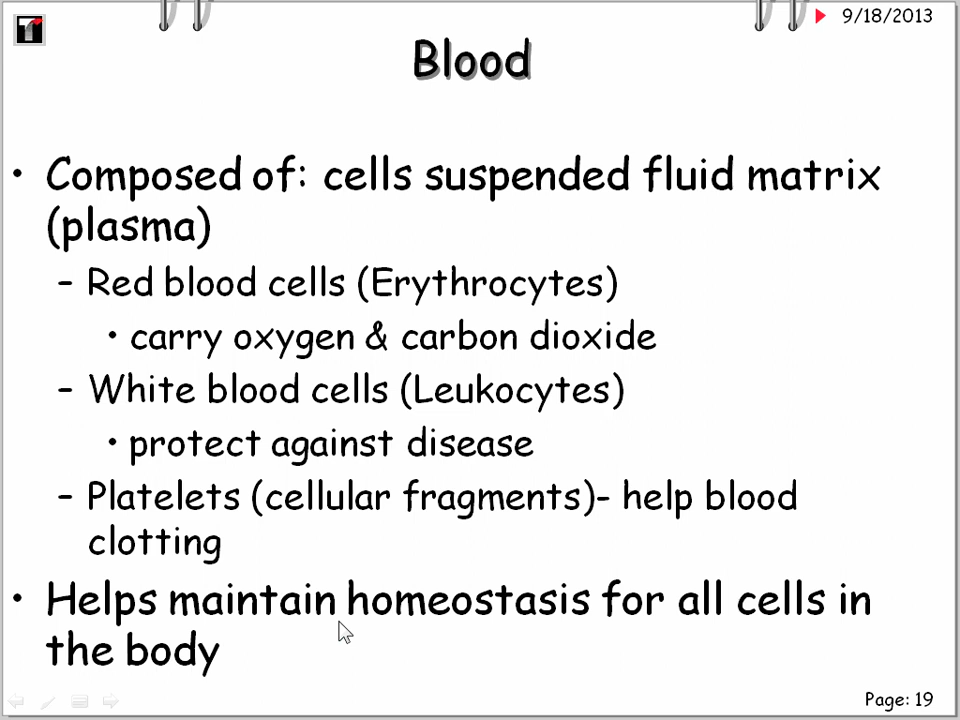 9/18/2013
Blood
• Composed of: cells suspended fluid matrix
(plasma)
– Red blood cells (Erythrocytes)
• carry oxygen & carbon dioxide
– White blood cells (Leukocytes)
• protect against disease
– Platelets (cellular fragments)- help blood
clotting
• Helps maintain homeostasis for all cells in
the body
Page: 19